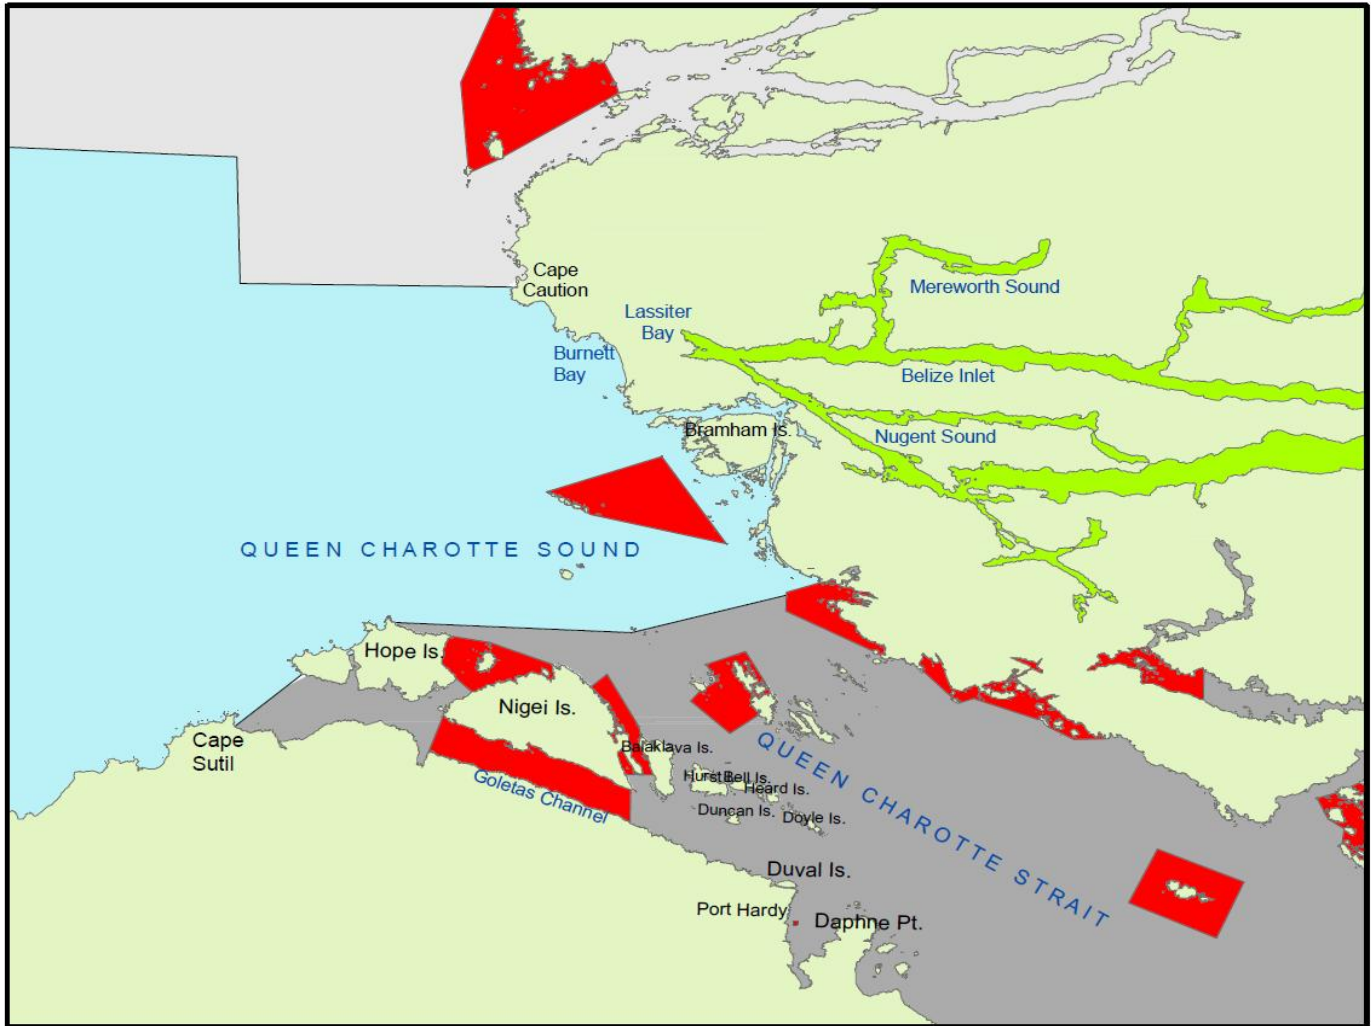 Cape
Caution
Mereworth Sound
Lassiter
Bay
Burnett
Bay
Belize Inlet
Bramham Is.
Nugent Sound
QUEEN CHAROTTE SOUND
Hope Is.
Nigei Is.
Cape
Sutil
Balaklava Is.
Goletas Channel
Hurst Is.
Bell Is.
Heard Is.
Duncan Is.
Doyle Is.
QUEEN CHAROTTE STRAIT
Duval Is.
Port Hardy
Daphne Pt.